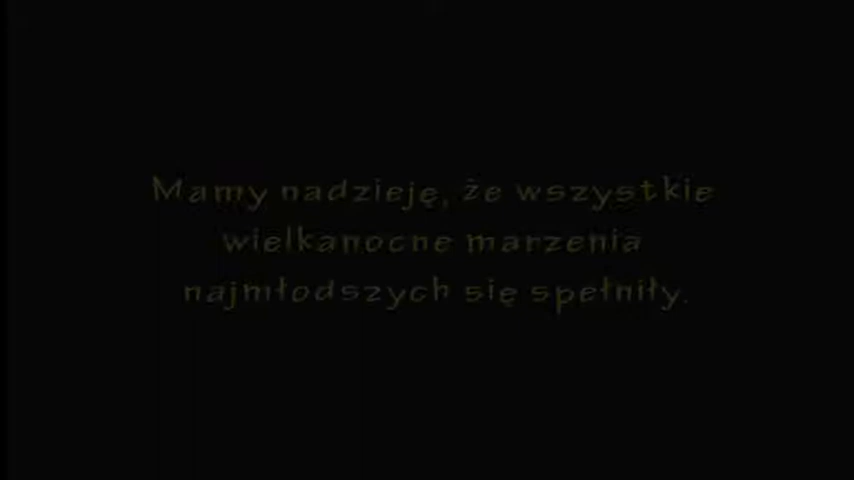 Mamy nadzieję, że wszystkie
wielkanocne marzenia
najmłodszych się spełniły.